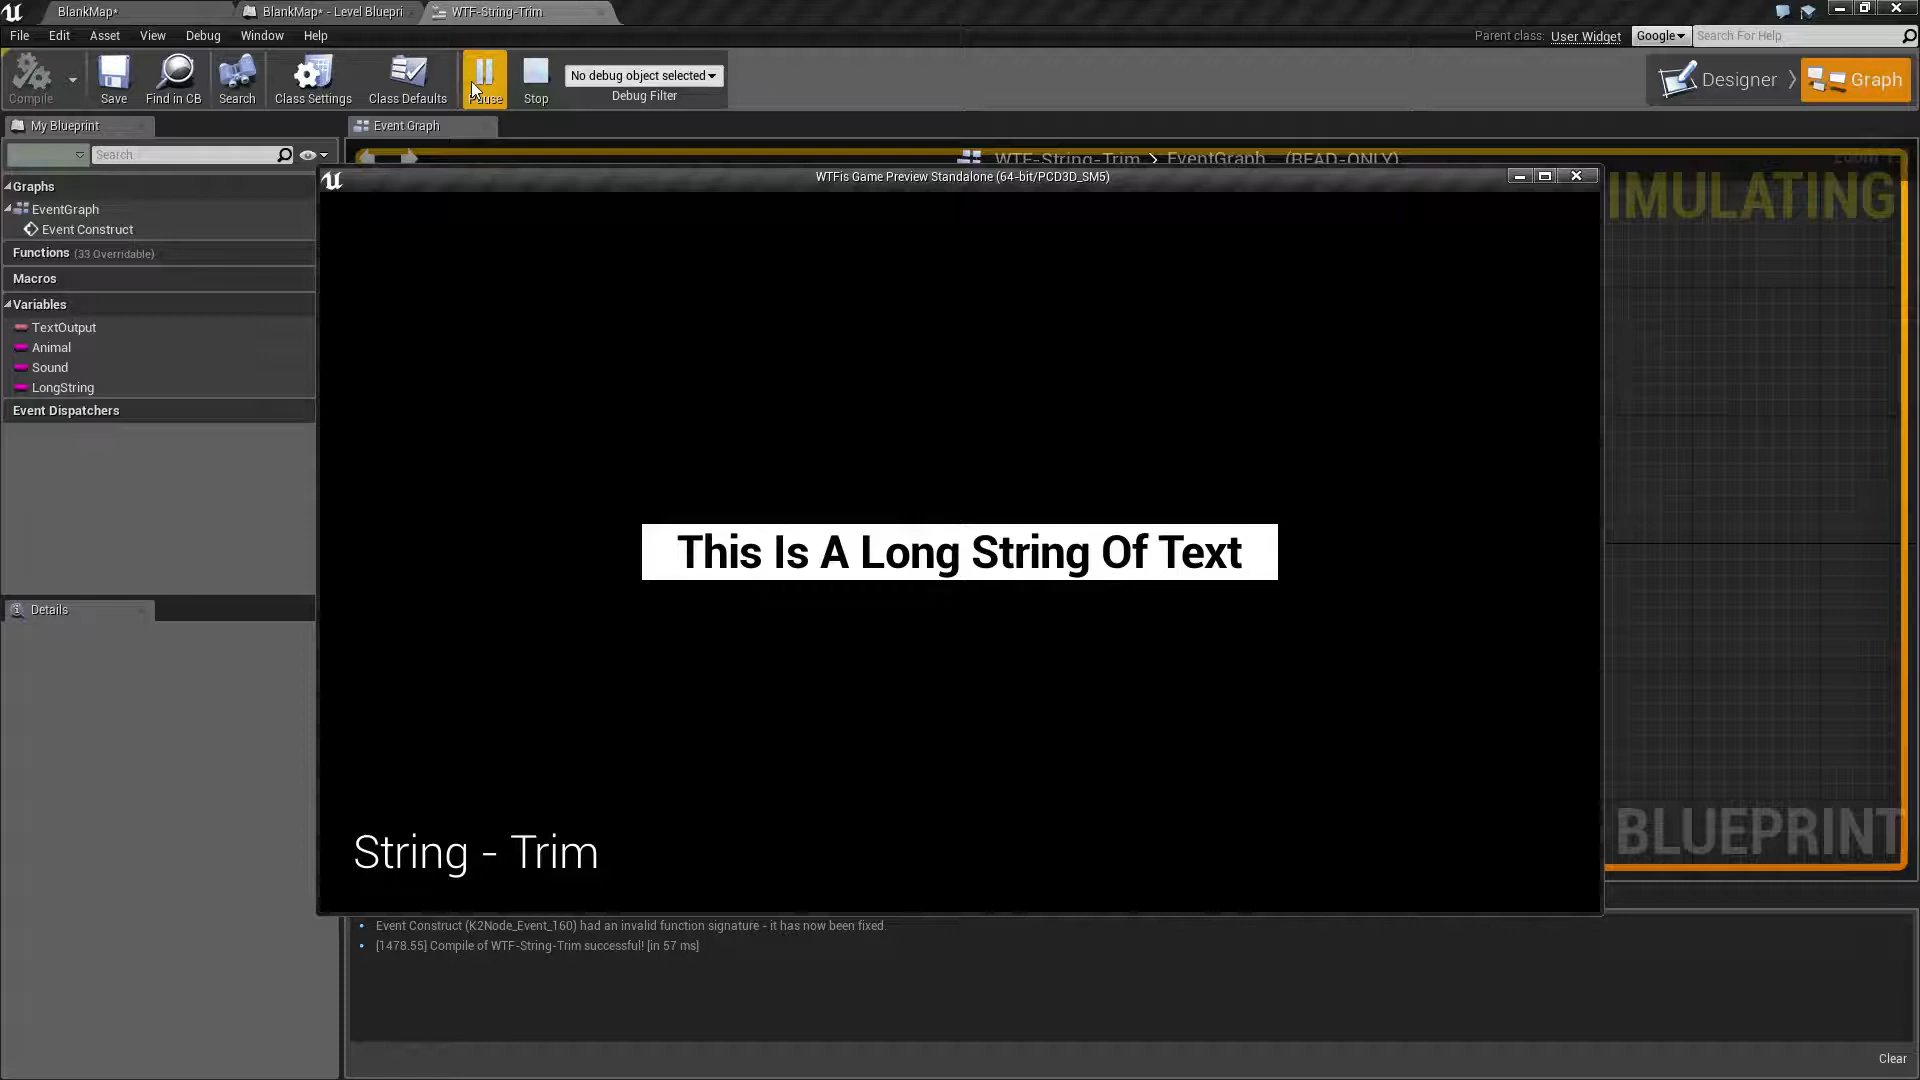 BlankMap*
BlankMap* - Level Bluepri
WTF-String-Trim
File Edit Asset View Debug Window Help
Parent class: User Widget Google Search For Help
Compile
Save
Find in CB
Search
Class Settings
Class Defaults
Pause
Stop
No debug object selected
Debug Filter
Designer
Graph
My Blueprint
Event Graph
Search
WTF-String-Trim > EventGraph (READ-ONLY)
WTFis Game Preview Standalone (64-bit/PCD3D_SM5)
IMULATING
Graphs
EventGraph
Event Construct
Functions (33 Overridable)
Macros
Variables
TextOutput
Animal
Sound
LongString
Event Dispatchers
This Is A Long String Of Text
Details
String - Trim
BLUEPRINT
Event Construct (K2Node_Event_160) had an invalid function signature - it has now been fixed.
[1478.55] Compile of WTF-String-Trim successful! [in 57 ms]
Clear